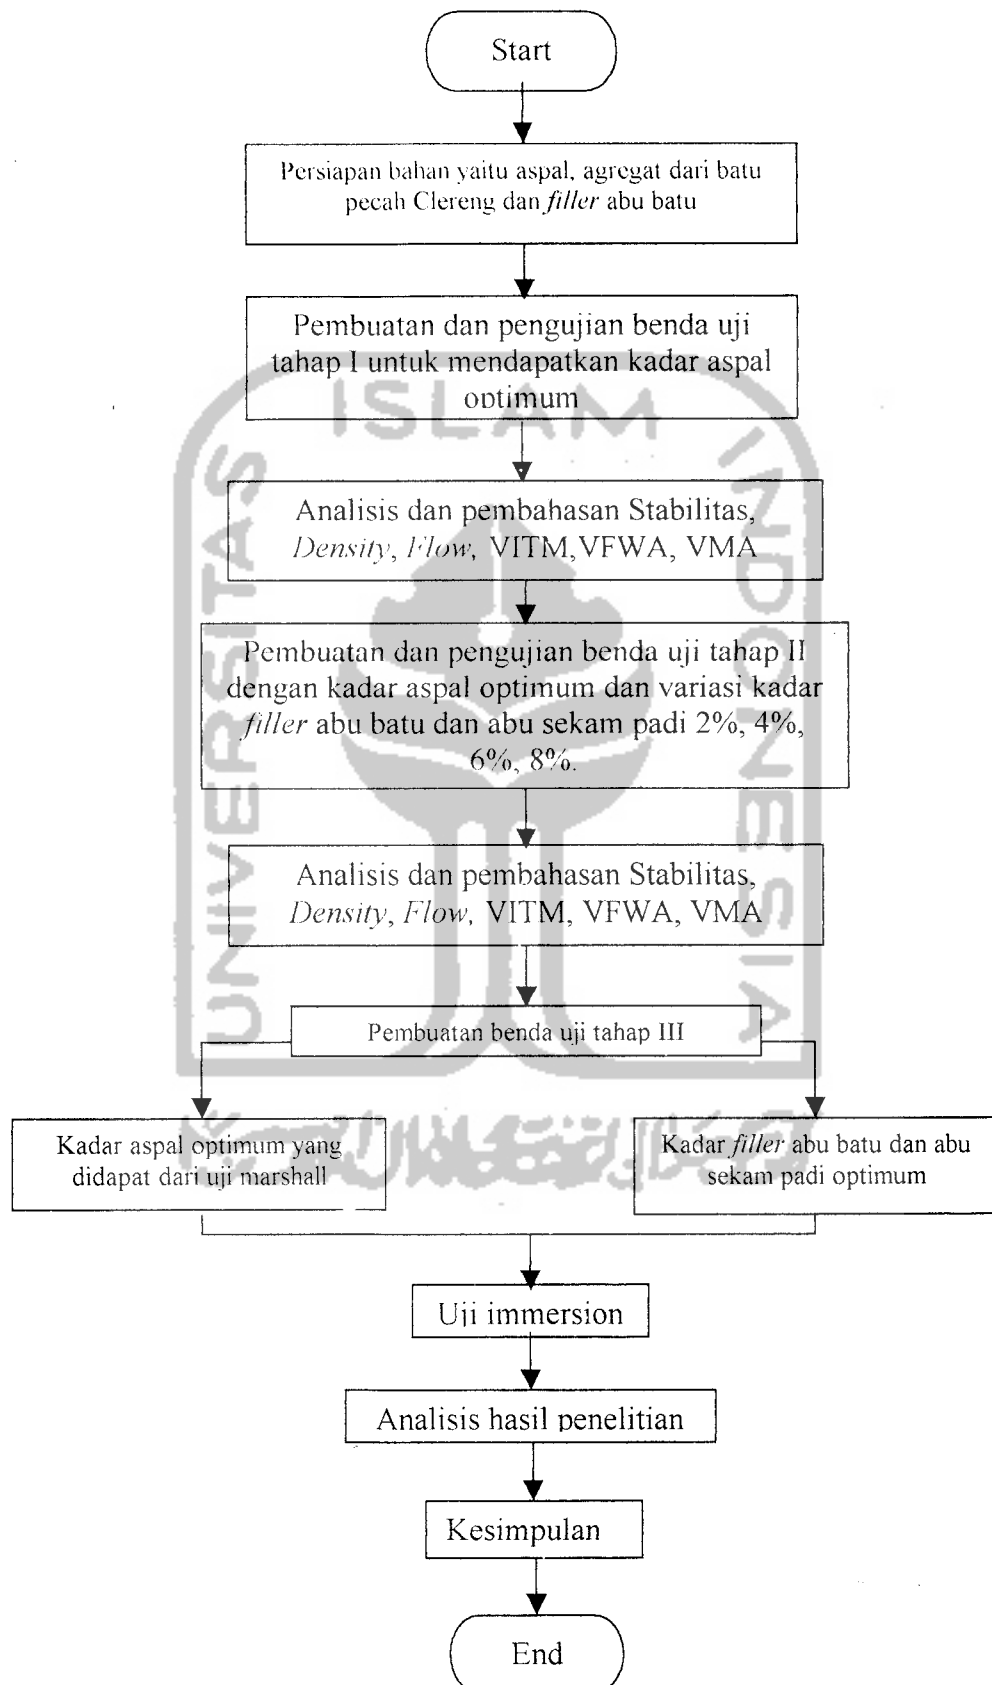 Start
Persiapan bahan yaitu aspal, agregat dari batu
pecah Clereng dan filler abu batu
Pembuatan dan pengujian benda uji
tahap I untuk mendapatkan kadar aspal
optimum
ISLAM
UNIVERSITAS
INDONESIA
Analisis dan pembahasan Stabilitas,
Density, Flow, VITM,VFWA, VMA
Pembuatan dan pengujian benda uji tahap II
dengan kadar aspal optimum dan variasi kadar
filler abu batu dan abu sekam padi 2%, 4%,
6%, 8%.
Analisis dan pembahasan Stabilitas,
Density, Flow, VITM, VFWA, VMA
Pembuatan benda uji tahap III
Kadar aspal optimum yang
didapat dari uji marshall
Kadar filler abu batu dan abu
sekam padi optimum
Uji immersion
Analisis hasil penelitian
Kesimpulan
End